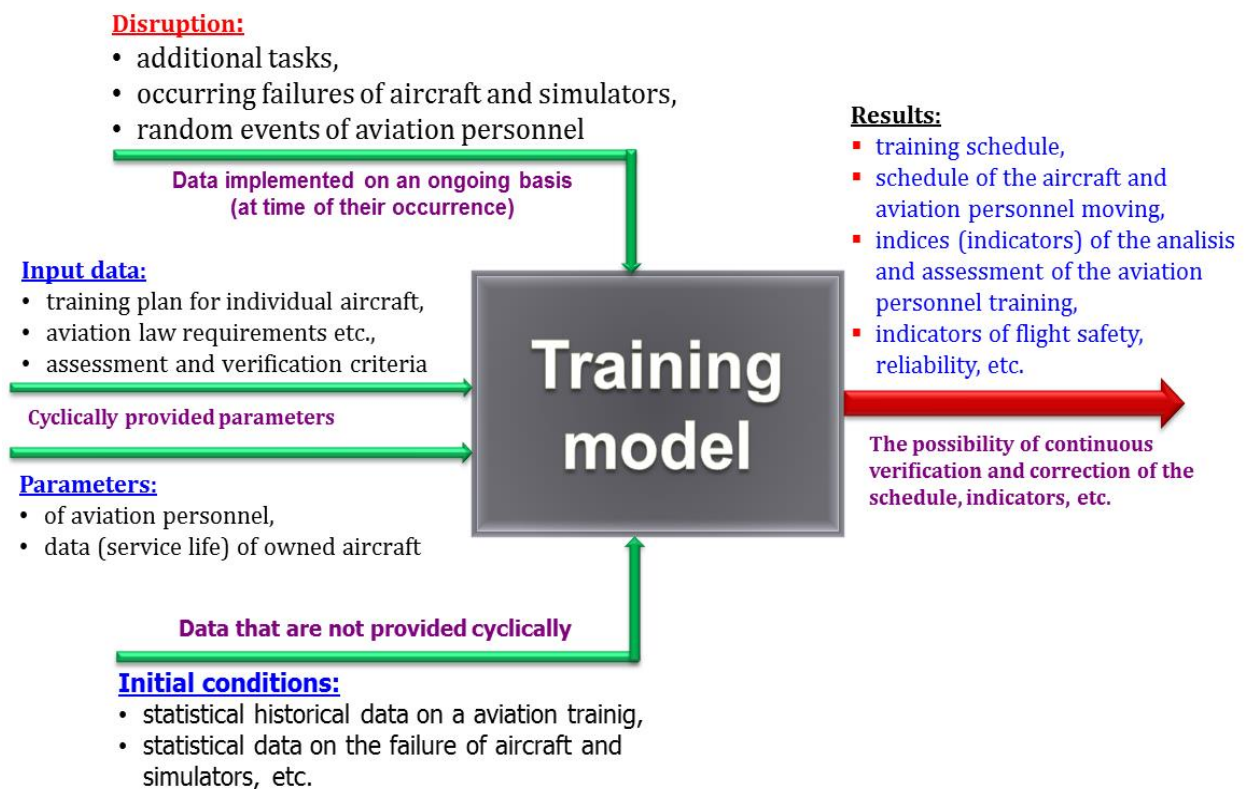 Disruption:
• additional tasks,
• occurring failures of aircraft and simulators,
• random events of aviation personnel
Data implemented on an ongoing basis
(at time of their occurrence)
Input data:
• training plan for individual aircraft,
• aviation law requirements etc.,
• assessment and verification criteria
Cyclically provided parameters
Parameters:
• of aviation personnel,
• data (service life) of owned aircraft
Training
model
Results:
▪ training schedule,
▪ schedule of the aircraft and
aviation personnel moving,
▪ indices (indicators) of the analisis
and assessment of the aviation
personnel training,
▪ indicators of flight safety,
reliability, etc.
The possibility of continuous
verification and correction of the
schedule, indicators, etc.
Data that are not provided cyclically
Initial conditions:
• statistical historical data on a aviation trainig,
• statistical data on the failure of aircraft and
simulators, etc.